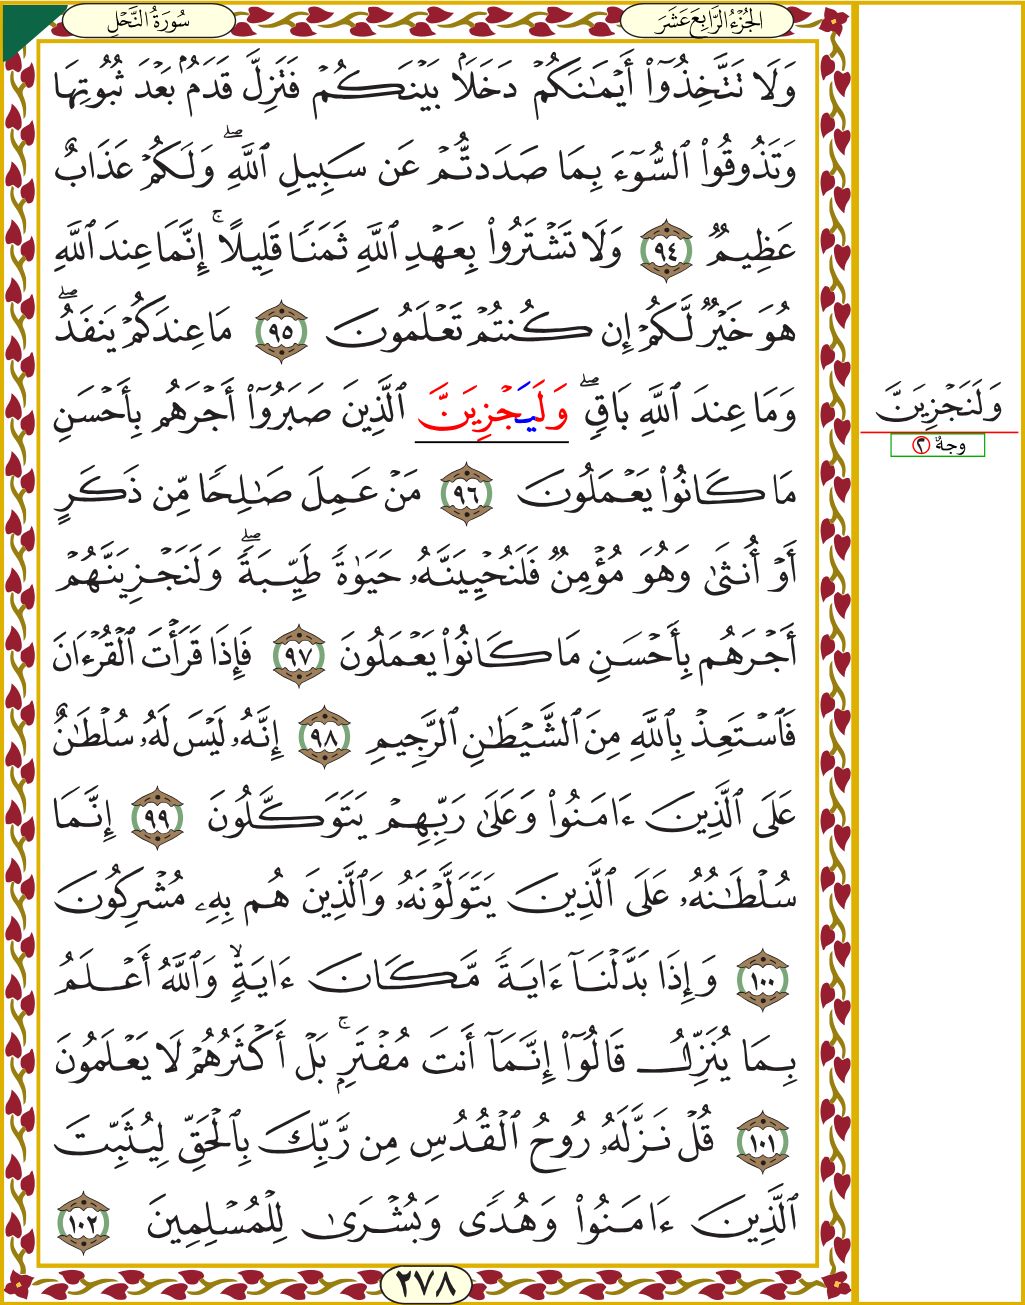 الجُزْءُ الرَّابِعَ عَشَرَ
سُورَةُ النَّحْلِ
وَلَا تَتَّخِذُوٓاْ أَيْمَٰنَكُمْ دَخَلَۢا بَيْنَكُمْ فَتَزِلَّ قَدَمُۢ بَعْدَ ثُبُوتِهَا
وَتَذُوقُواْ ٱلسُّوٓءَ بِمَا صَدَدتُّمْ عَن سَبِيلِ ٱللَّهِۖ وَلَكُمْ عَذَابٌ
عَظِيمٌ ٩٤ وَلَا تَشْتَرُواْ بِعَهْدِ ٱللَّهِ ثَمَنًا قَلِيلًاۚ إِنَّمَا عِندَ ٱللَّهِ
هُوَ خَيْرٌ لَّكُمْ إِن كُنتُمْ تَعْلَمُونَ ٩٥ مَا عِندَكُمْ يَنفَدُۖ
وَمَا عِندَ ٱللَّهِ بَاقٍۖ وَلَيَجْزِيَنَّ ٱلَّذِينَ صَبَرُوٓاْ أَجْرَهُم بِأَحْسَنِ
مَا كَانُواْ يَعْمَلُونَ ٩٦ مَنْ عَمِلَ صَٰلِحًا مِّن ذَكَرٍ
أَوْ أُنثَىٰ وَهُوَ مُؤْمِنٌ فَلَنُحْيِيَنَّهُۥ حَيَوٰةً طَيِّبَةًۖ وَلَنَجْزِيَنَّهُمْ
أَجْرَهُم بِأَحْسَنِ مَا كَانُواْ يَعْمَلُونَ ٩٧ فَإِذَا قَرَأْتَ ٱلْقُرْءَانَ
فَٱسْتَعِذْ بِٱللَّهِ مِنَ ٱلشَّيْطَٰنِ ٱلرَّجِيمِ ٩٨ إِنَّهُۥ لَيْسَ لَهُۥ سُلْطَٰنٌ
عَلَى ٱلَّذِينَ ءَامَنُواْ وَعَلَىٰ رَبِّهِمْ يَتَوَكَّلُونَ ٩٩ إِنَّمَا
سُلْطَٰنُهُۥ عَلَى ٱلَّذِينَ يَتَوَلَّوْنَهُۥ وَٱلَّذِينَ هُم بِهِۦ مُشْرِكُونَ
١٠٠ وَإِذَا بَدَّلْنَآ ءَايَةً مَّكَانَ ءَايَةٍۙ وَٱللَّهُ أَعْلَمُ
بِمَا يُنَزِّلُ قَالُوٓاْ إِنَّمَآ أَنتَ مُفْتَرٍۭۚ بَلْ أَكْثَرُهُمْ لَا يَعْلَمُونَ
١٠١ قُلْ نَزَّلَهُۥ رُوحُ ٱلْقُدُسِ مِن رَّبِّكَ بِٱلْحَقِّ لِيُثَبِّتَ
ٱلَّذِينَ ءَامَنُواْ وَهُدًى وَبُشْرَىٰ لِلْمُسْلِمِينَ ١٠٢
٢٧٨
وَلَنَجْزِيَنَّ
وجهٌ ٢